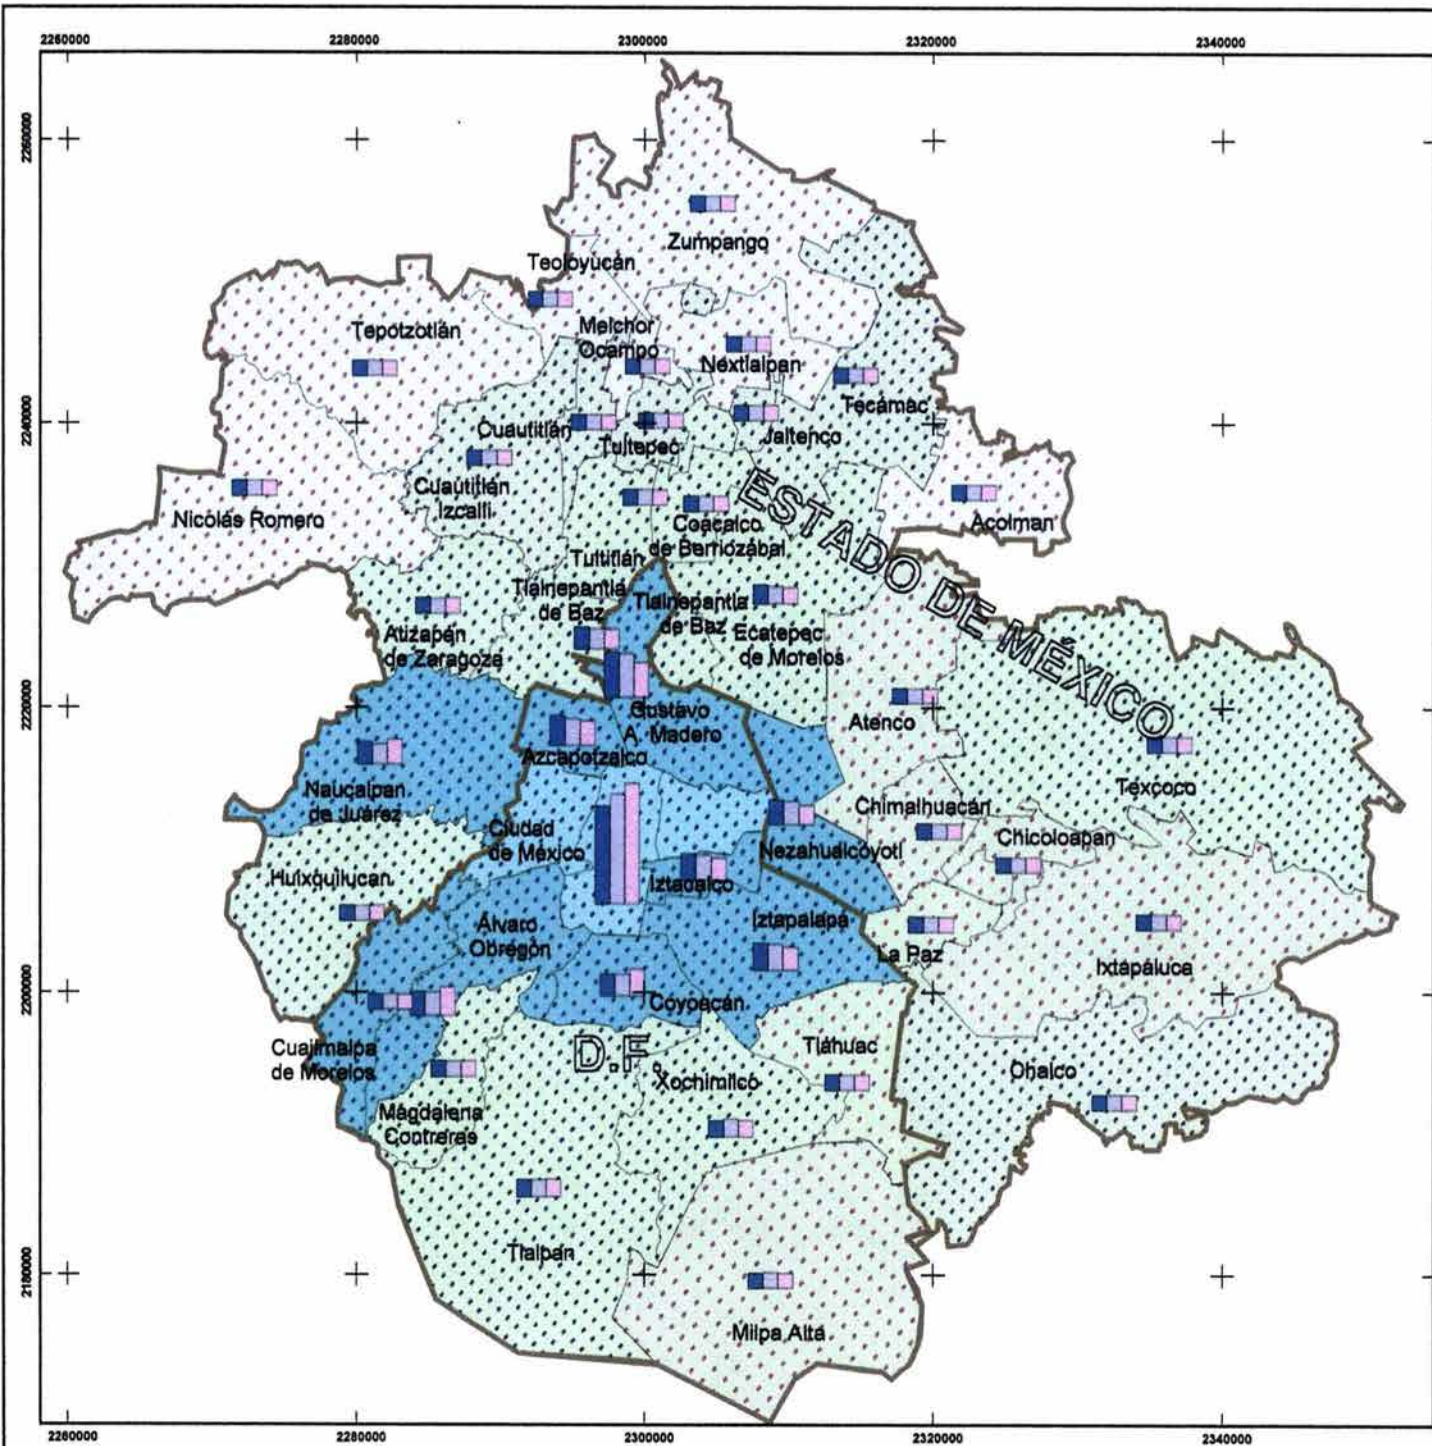 2260000 2280000 2300000 2320000 2340000
2260000
Zumpango
Teoloyucán
Tepotzotlán
Melchor
Ocampo
Nextlalpan
Tecámac
2240000
Cuautitlán
Tultepec
Jaltenco
Cuautitlán
Izcalli
Nicolás Romero
Coacalco
de Berriozábal
Acolman
ESTADO DE MÉXICO
Tultitlán
Tlalnepantla
de Baz
Tlalnepantla
de Baz
Ecatepec
de Morelos
Atizapán
de Zaragoza
2220000
Gustavo
A. Madero
Atenco
Azcapotzalco
Texcoco
Naucalpan
de Juárez
Chimalhuacán
Ciudad
de México
Nezahualcóyotl
Chicoloapan
Huixquilucan
Iztacalco
Álvaro
Obregón
Iztapalapa
La Paz
Ixtapáluca
2200000
Coyoacán
Cuajimalpa
de Morelos
D.F.
Tláhuac
Xochimilco
Chalco
Magdalena
Contreras
Tlalpan
2180000
Milpa Alta
2260000 2280000 2300000 2320000 2340000